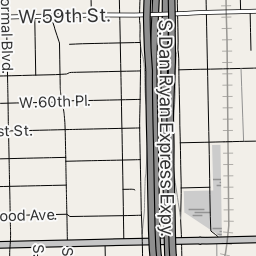 W. 59th St.
ormal Blvd.
S. Dan Ryan Express Expy.
W. 60th Pl.
st St.
ood Ave.
S.
S.